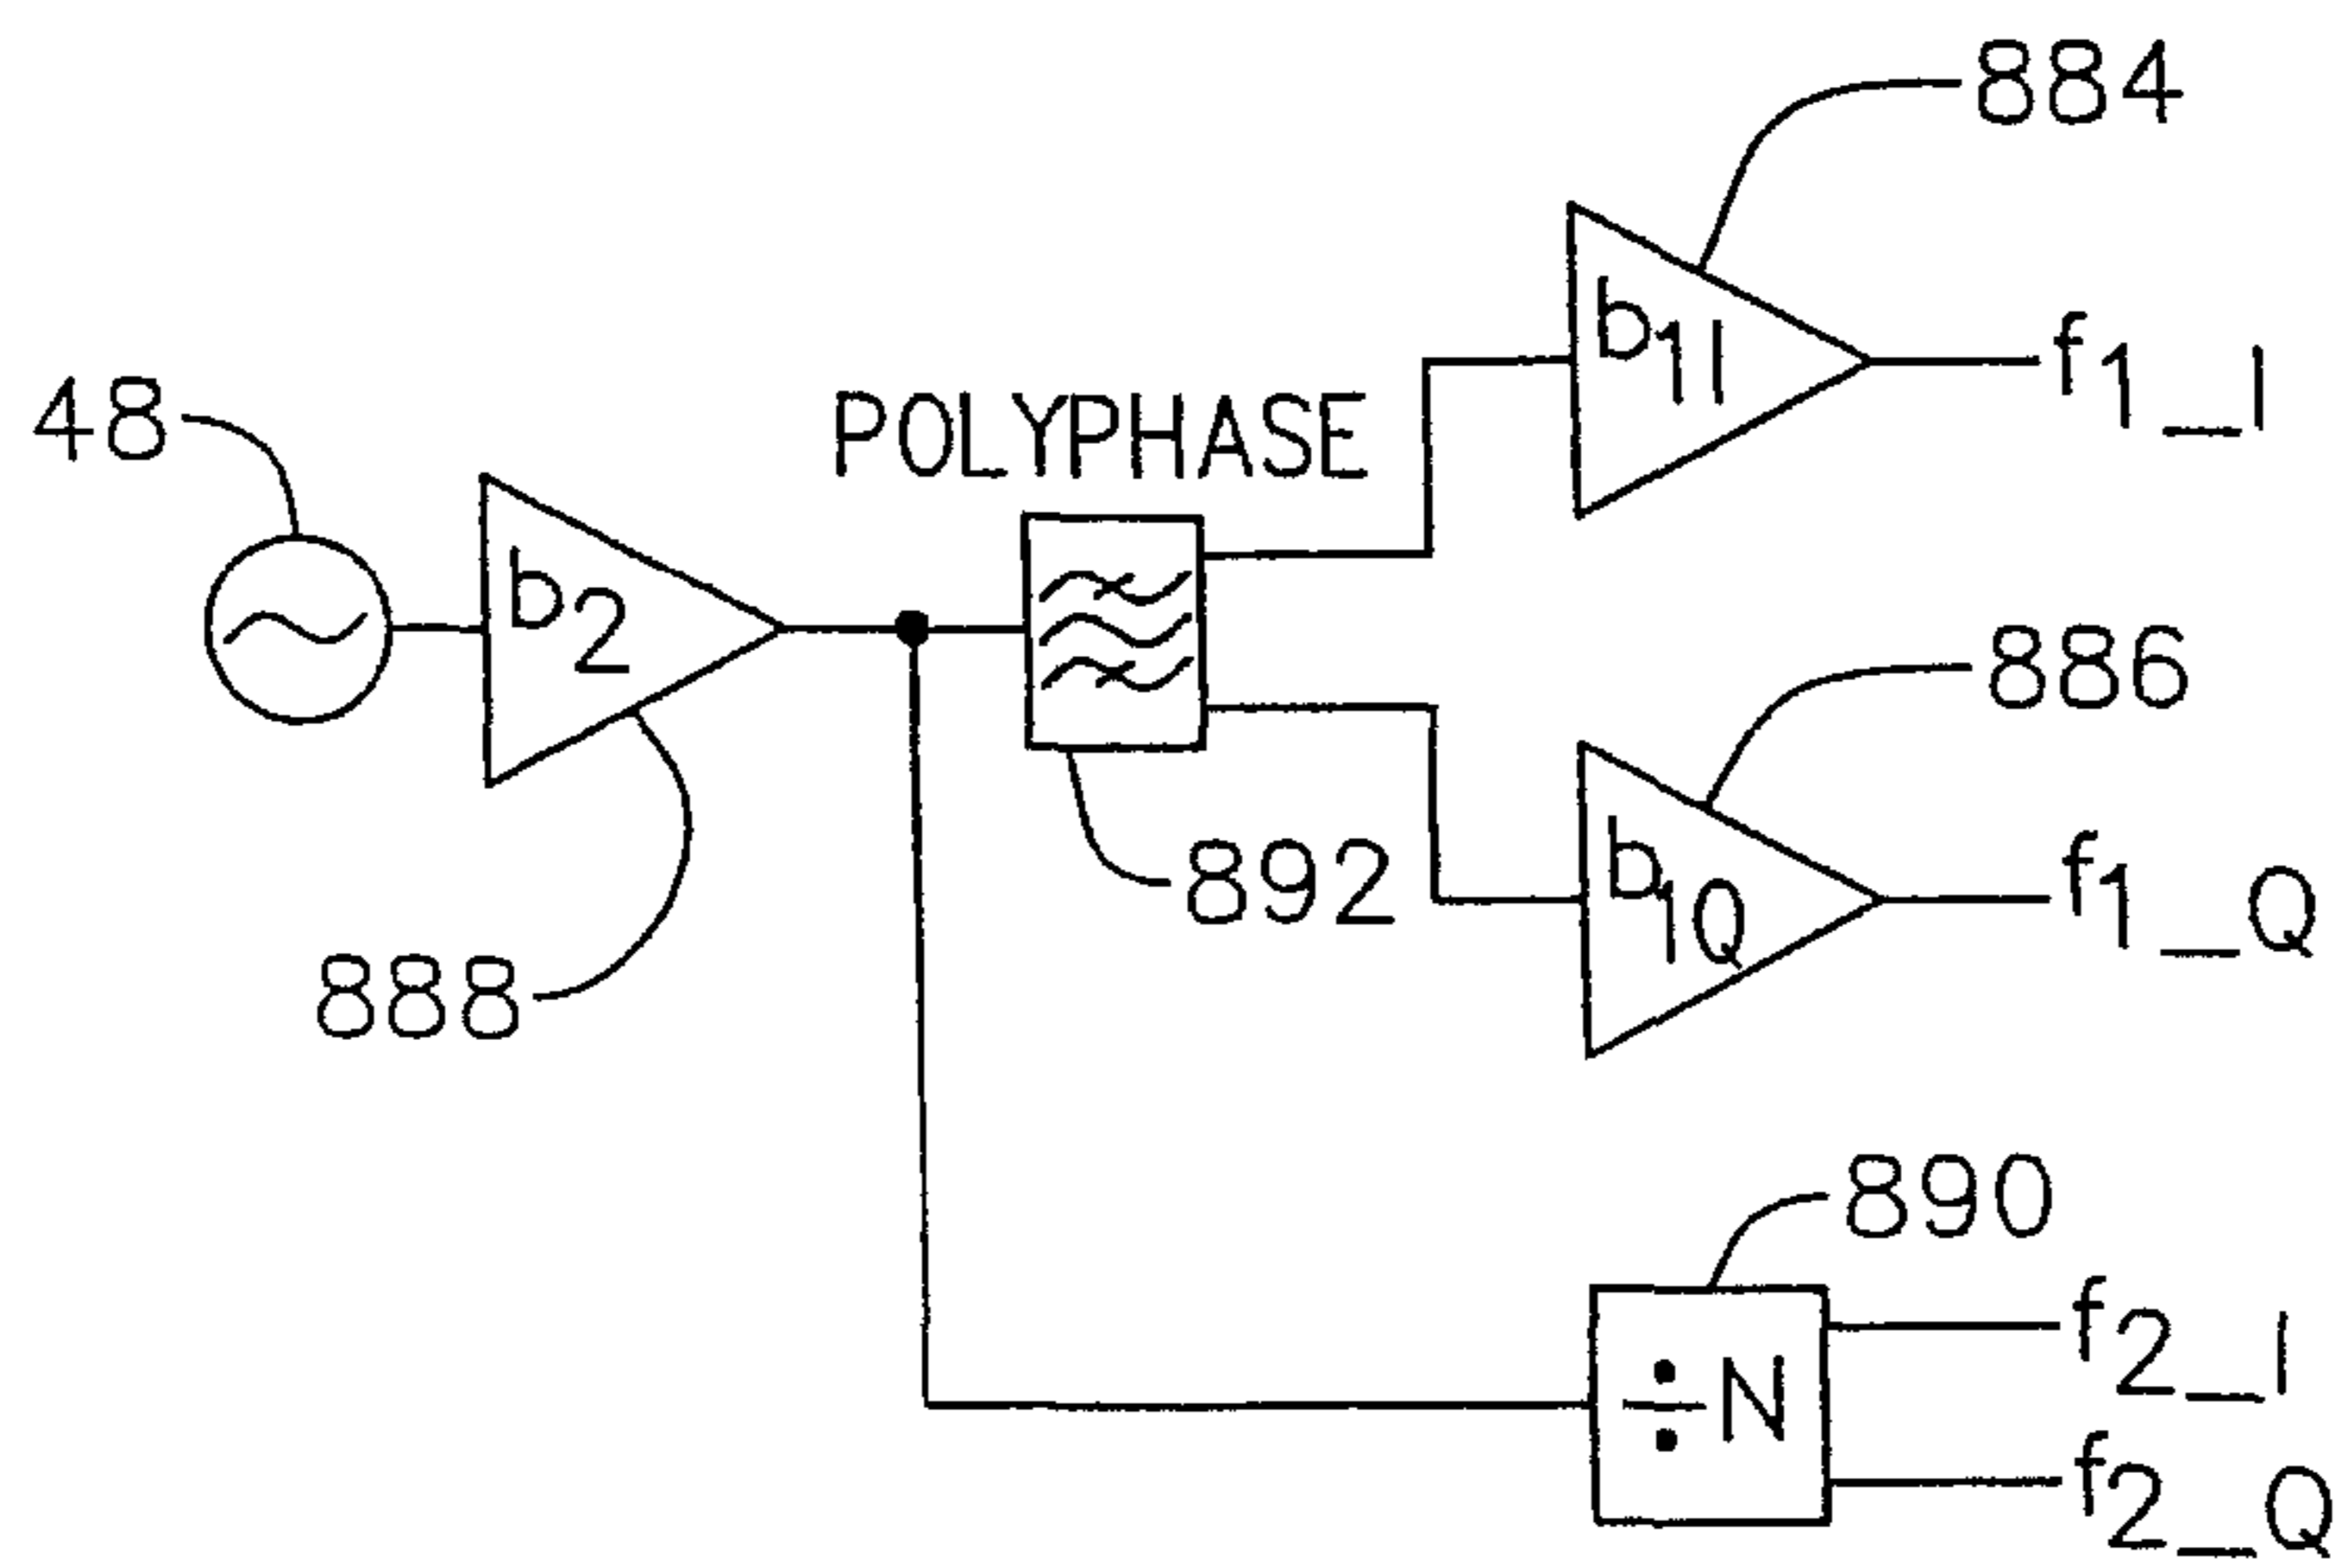 884
b1I
f1_I
48
POLYPHASE
b2
886
892
b1Q
f1_Q
888
890
f2_I
÷N
f2_Q